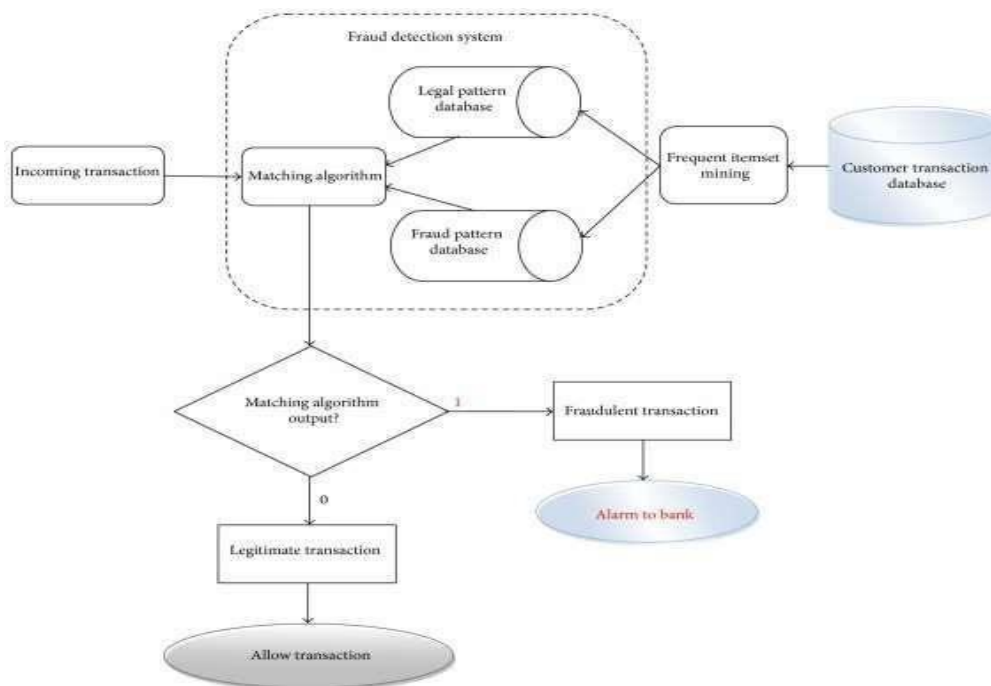 Fraud detection system
Legal pattern
database
Incoming transaction
Matching algorithm
Frequent itemset
mining
Customer transaction
database
Fraud pattern
database
Matching algorithm
output?
1
Fraudulent transaction
0
Alarm to bank
Legitimate transaction
Allow transaction